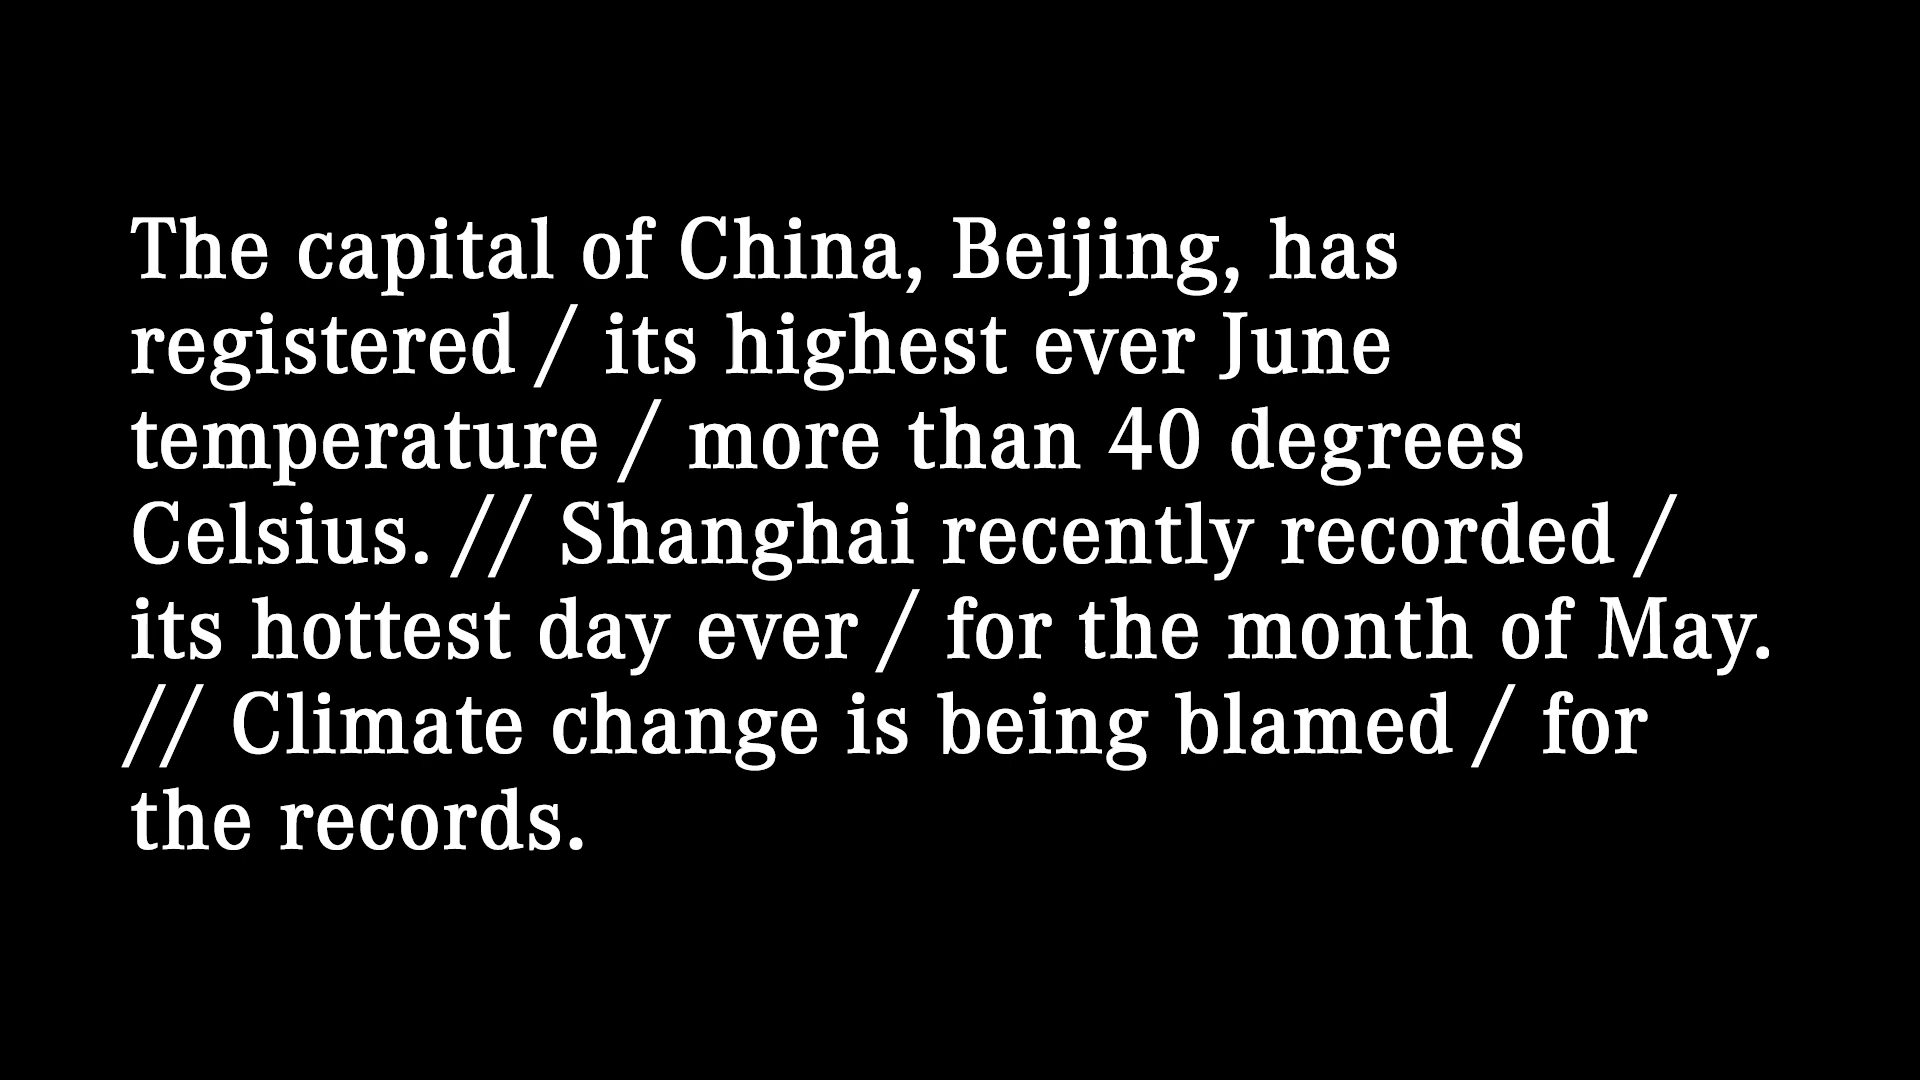 The capital of China, Beijing, has
registered / its highest ever June
temperature / more than 40 degrees
Celsius. // Shanghai recently recorded /
its hottest day ever / for the month of May.
// Climate change is being blamed / for
the records.